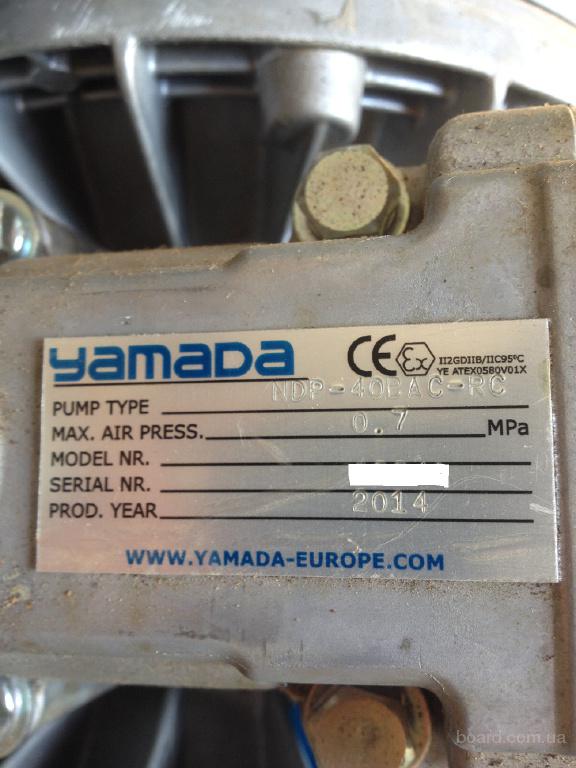 yamada CE Ex II2GDIIB/IIC95°C
YE ATEX0580V01X
PUMP TYPE NDP-40BAC-RC
MAX. AIR PRESS. 0.7 MPa
MODEL NR.
SERIAL NR.
PROD. YEAR 2014
WWW.YAMADA-EUROPE.COM
board.com.ua